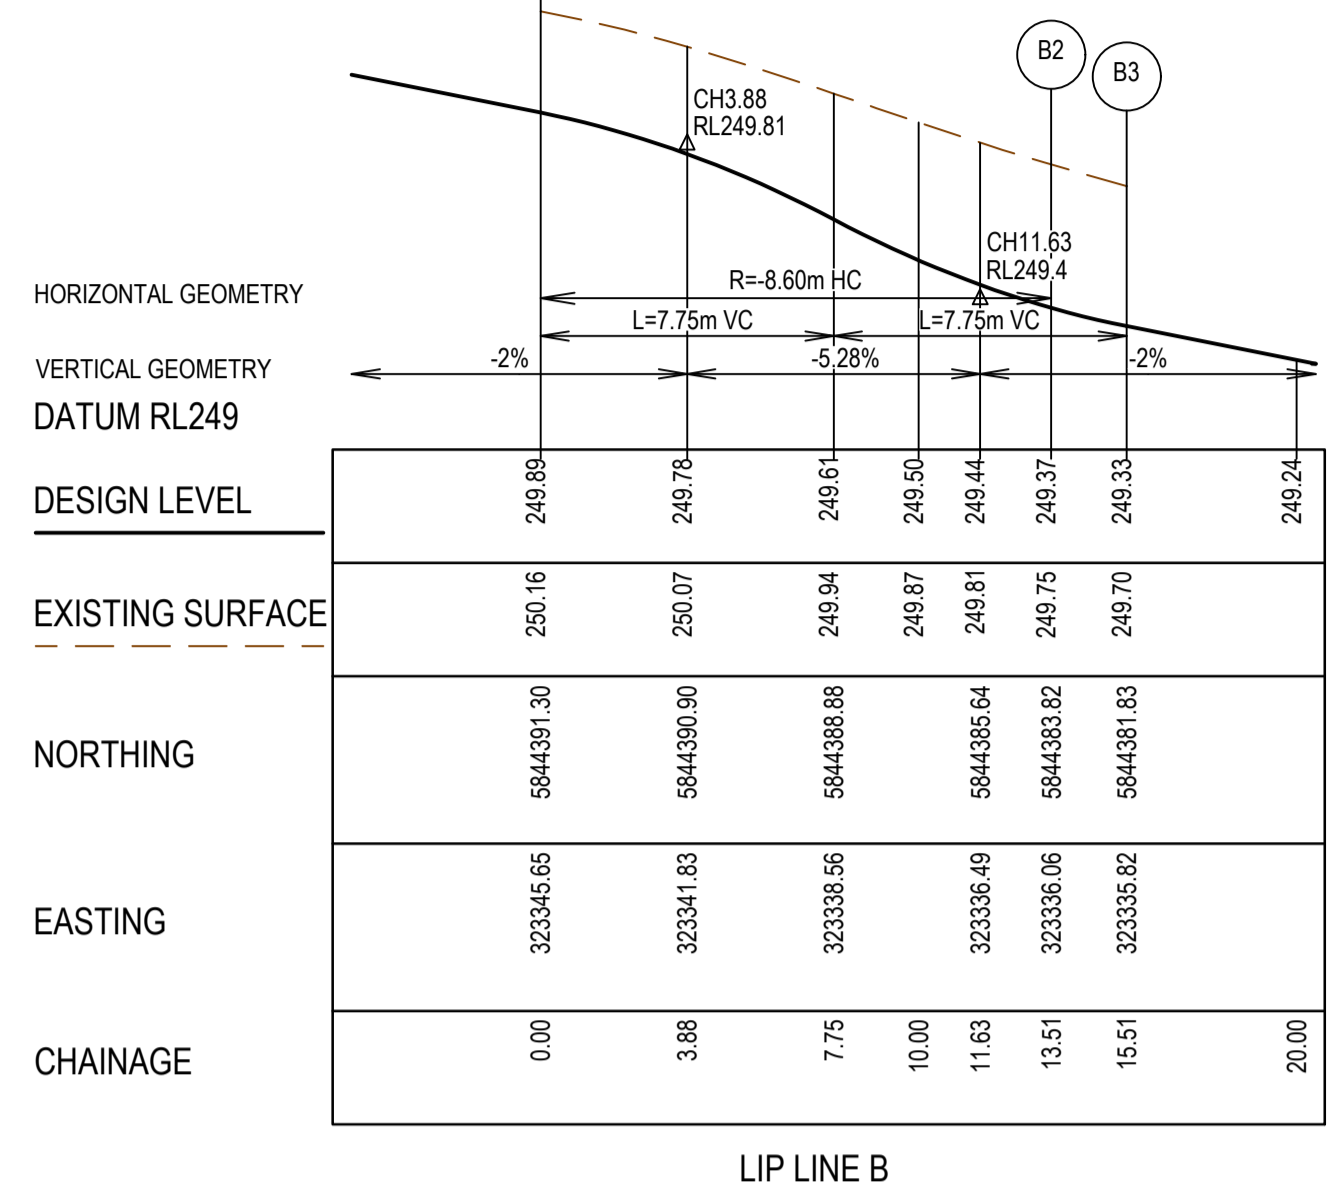 B2
B3
CH3.88
RL249.81
CH11.63
RL249.4
HORIZONTAL GEOMETRY
R=-8.60m HC
L=7.75m VC
L=7.75m VC
VERTICAL GEOMETRY
-2%
-5.28%
-2%
DATUM RL249
DESIGN LEVEL
249.89
249.78
249.61
249.50
249.44
249.37
249.33
249.24
EXISTING SURFACE
250.16
250.07
249.94
249.87
249.81
249.75
249.70
NORTHING
5844391.30
5844390.90
5844388.88
5844385.64
5844383.82
5844381.83
EASTING
323345.65
323341.83
323338.56
323336.49
323336.06
323335.82
CHAINAGE
0.00
3.88
7.75
10.00
11.63
13.51
15.51
20.00
LIP LINE B